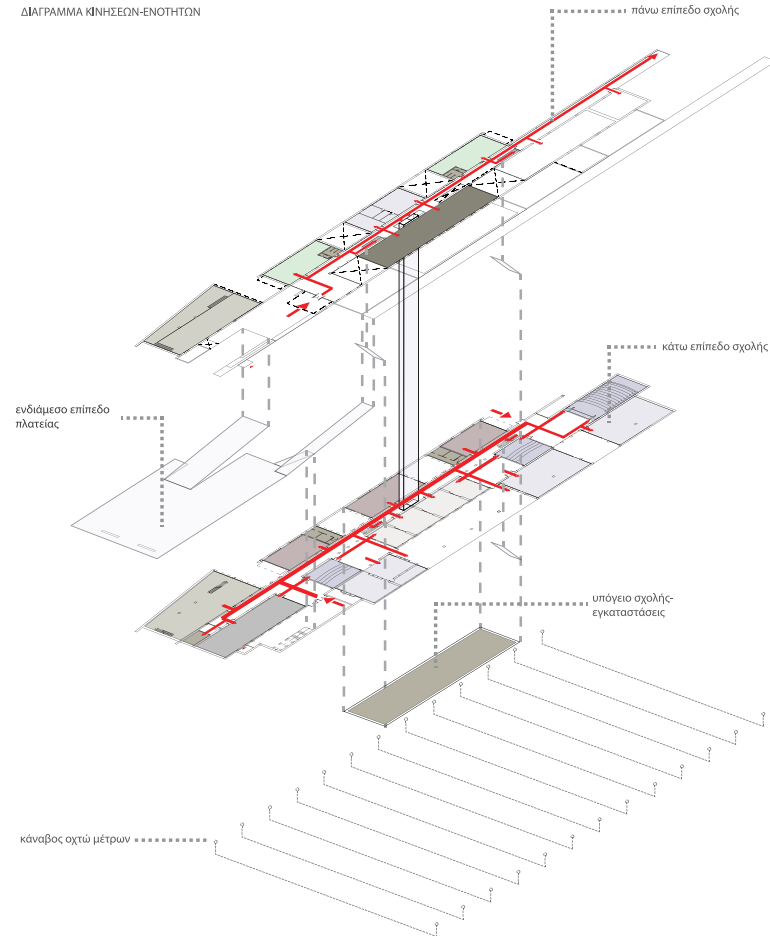 ΔΙΑΓΡΑΜΜΑ ΚΙΝΗΣΕΩΝ-ΕΝΟΤΗΤΩΝ
πάνω επίπεδο σχολής
κάτω επίπεδο σχολής
ενδιάμεσο επίπεδο
πλατείας
υπόγειο σχολής-
εγκαταστάσεις
κάναβος οχτώ μέτρων